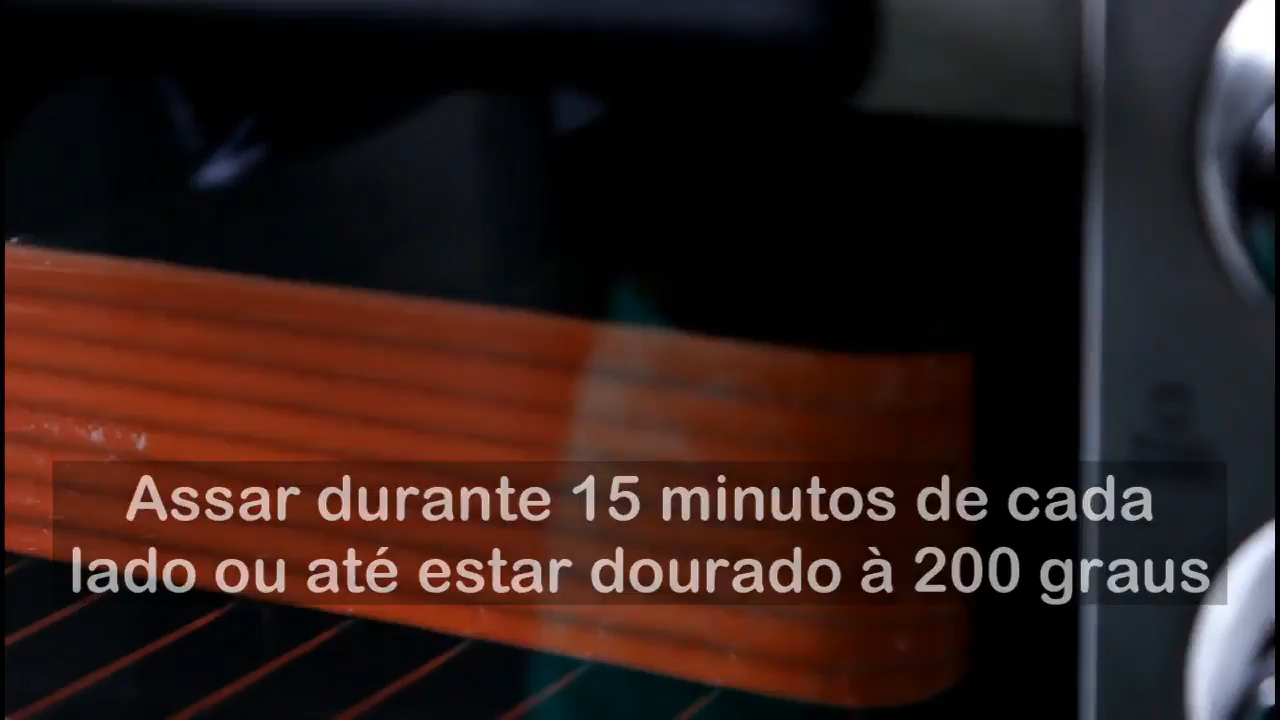 Assar durante 15 minutos de cada
lado ou até estar dourado à 200 graus